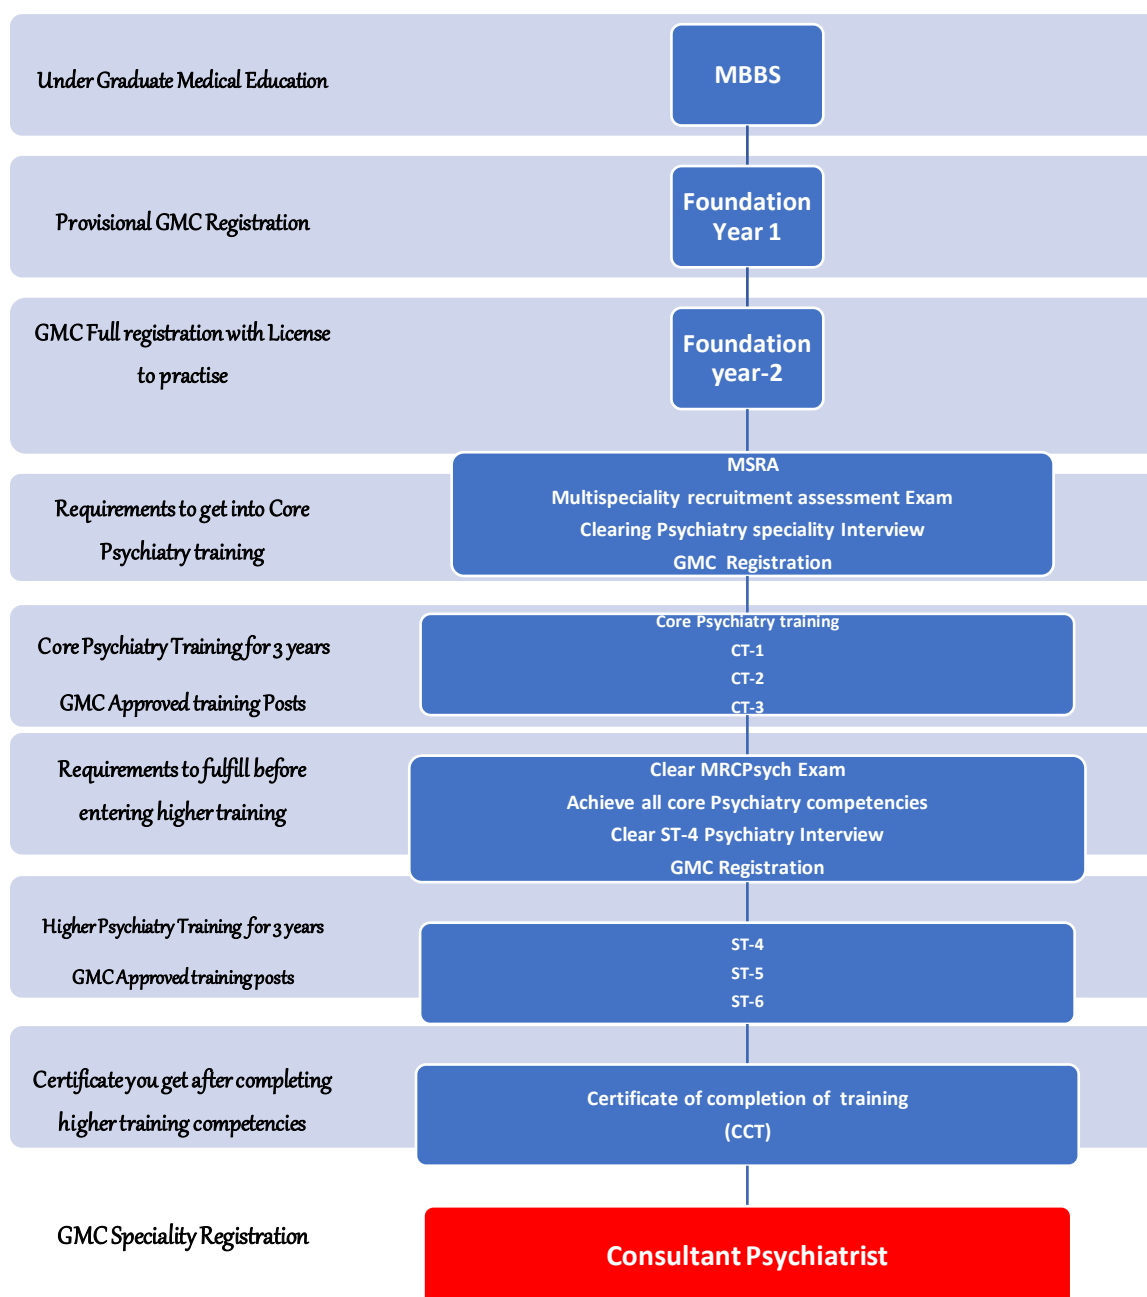 Under Graduate Medical Education
MBBS
Provisional GMC Registration
Foundation
Year 1
GMC Full registration with License
to practise
Foundation
year-2
Requirements to get into Core
Psychiatry training
MSRA
Multispeciality recruitment assessment Exam
Clearing Psychiatry speciality Interview
GMC Registration
Core Psychiatry Training for 3 years
GMC Approved training Posts
Core Psychiatry training
CT-1
CT-2
CT-3
Requirements to fulfill before
entering higher training
Clear MRCPsych Exam
Achieve all core Psychiatry competencies
Clear ST-4 Psychiatry Interview
GMC Registration
Higher Psychiatry Training for 3 years
GMC Approved training posts
ST-4
ST-5
ST-6
Certificate you get after completing
higher training competencies
Certificate of completion of training
(CCT)
GMC Speciality Registration
Consultant Psychiatrist